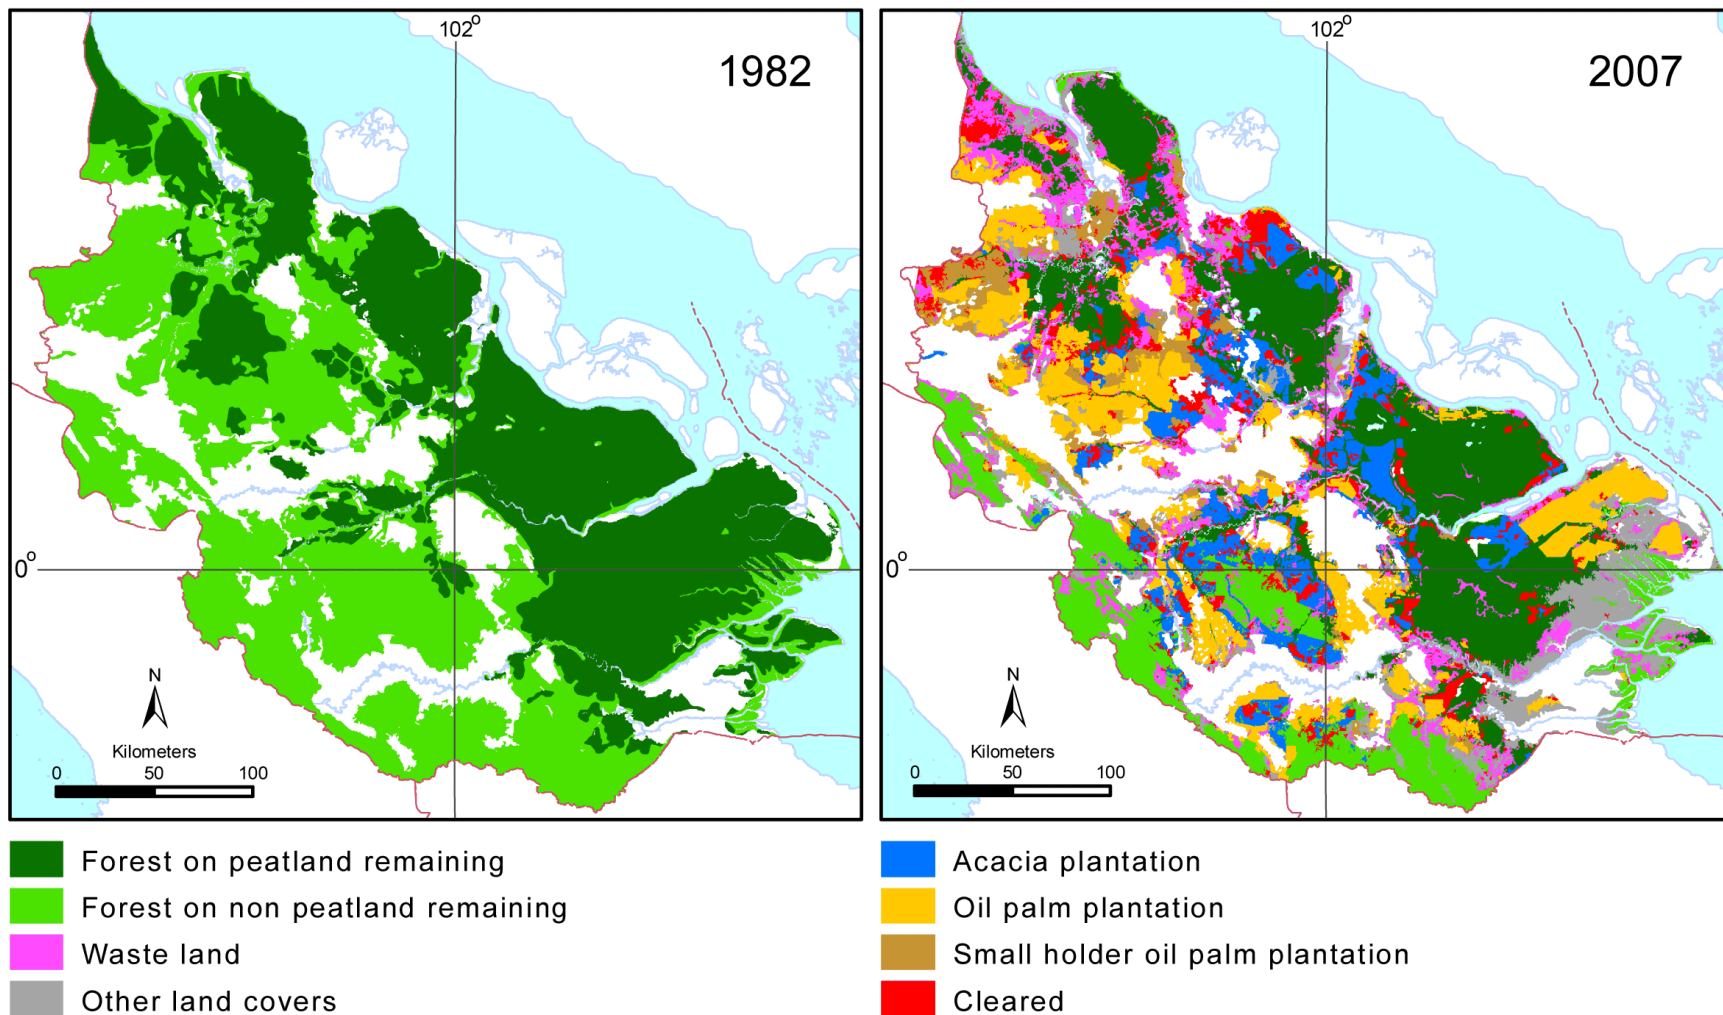 102°
1982
0°
N
Kilometers
0 50 100
102°
2007
0°
N
Kilometers
0 50 100
Forest on peatland remaining
Forest on non peatland remaining
Waste land
Other land covers
Acacia plantation
Oil palm plantation
Small holder oil palm plantation
Cleared